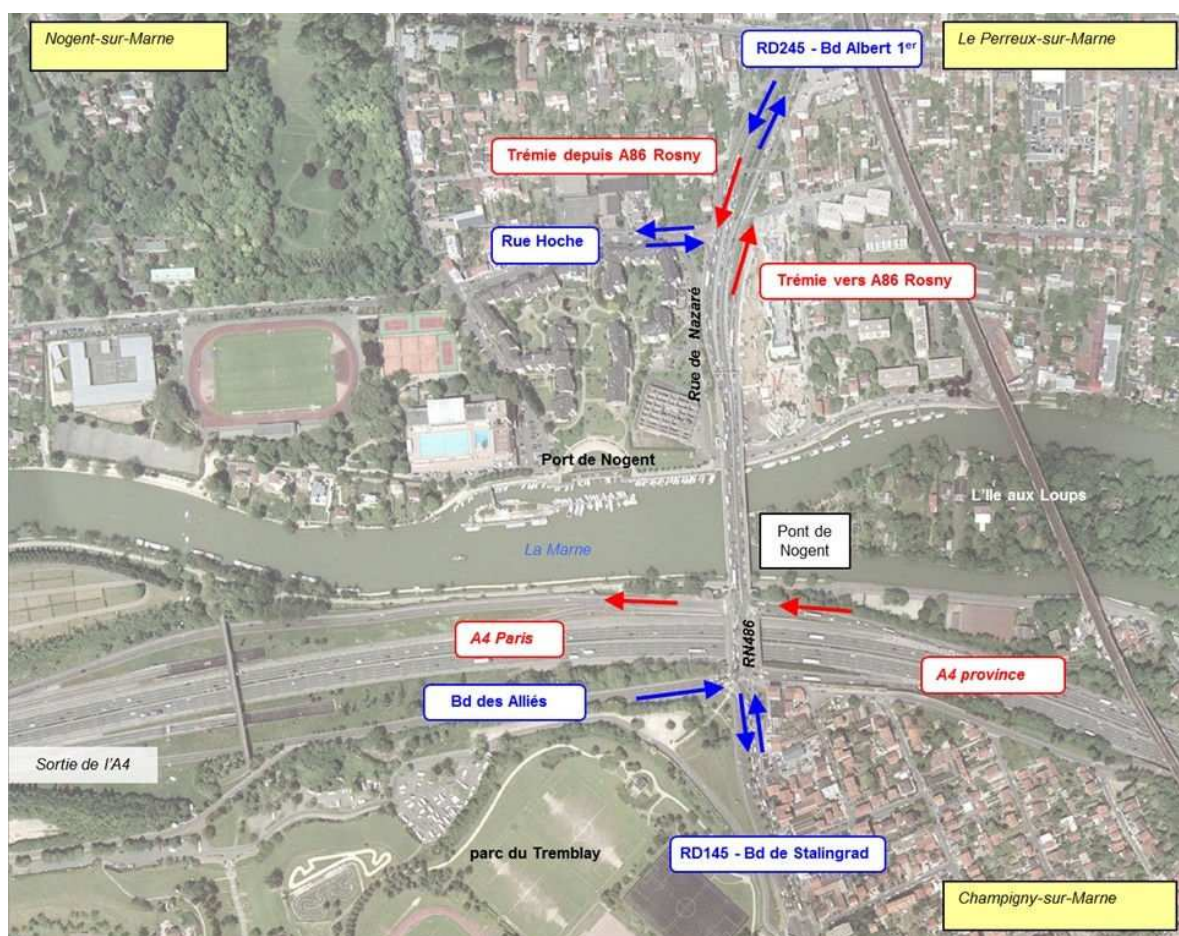 Nogent-sur-Marne
RD245 - Bd Albert 1er
Le Perreux-sur-Marne
Trémie depuis A86 Rosny
Rue Hoche
Trémie vers A86 Rosny
Rue de Nazaré
Port de Nogent
L'Ile aux Loups
La Marne
Pont de
Nogent
A4 Paris
RN486
A4 province
Bd des Alliés
Sortie de l'A4
parc du Tremblay
RD145 - Bd de Stalingrad
Champigny-sur-Marne